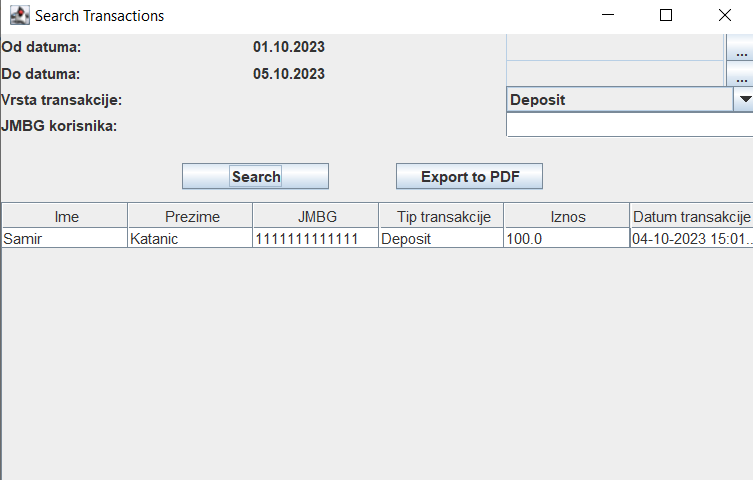 Search Transactions
Od datuma: 01.10.2023 ...
Do datuma: 05.10.2023 ...
Vrsta transakcije: Deposit
JMBG korisnika:
Search Export to PDF
Ime Prezime JMBG Tip transakcije Iznos Datum transakcije
Samir Katanic 1111111111111 Deposit 100.0 04-10-2023 15:01...